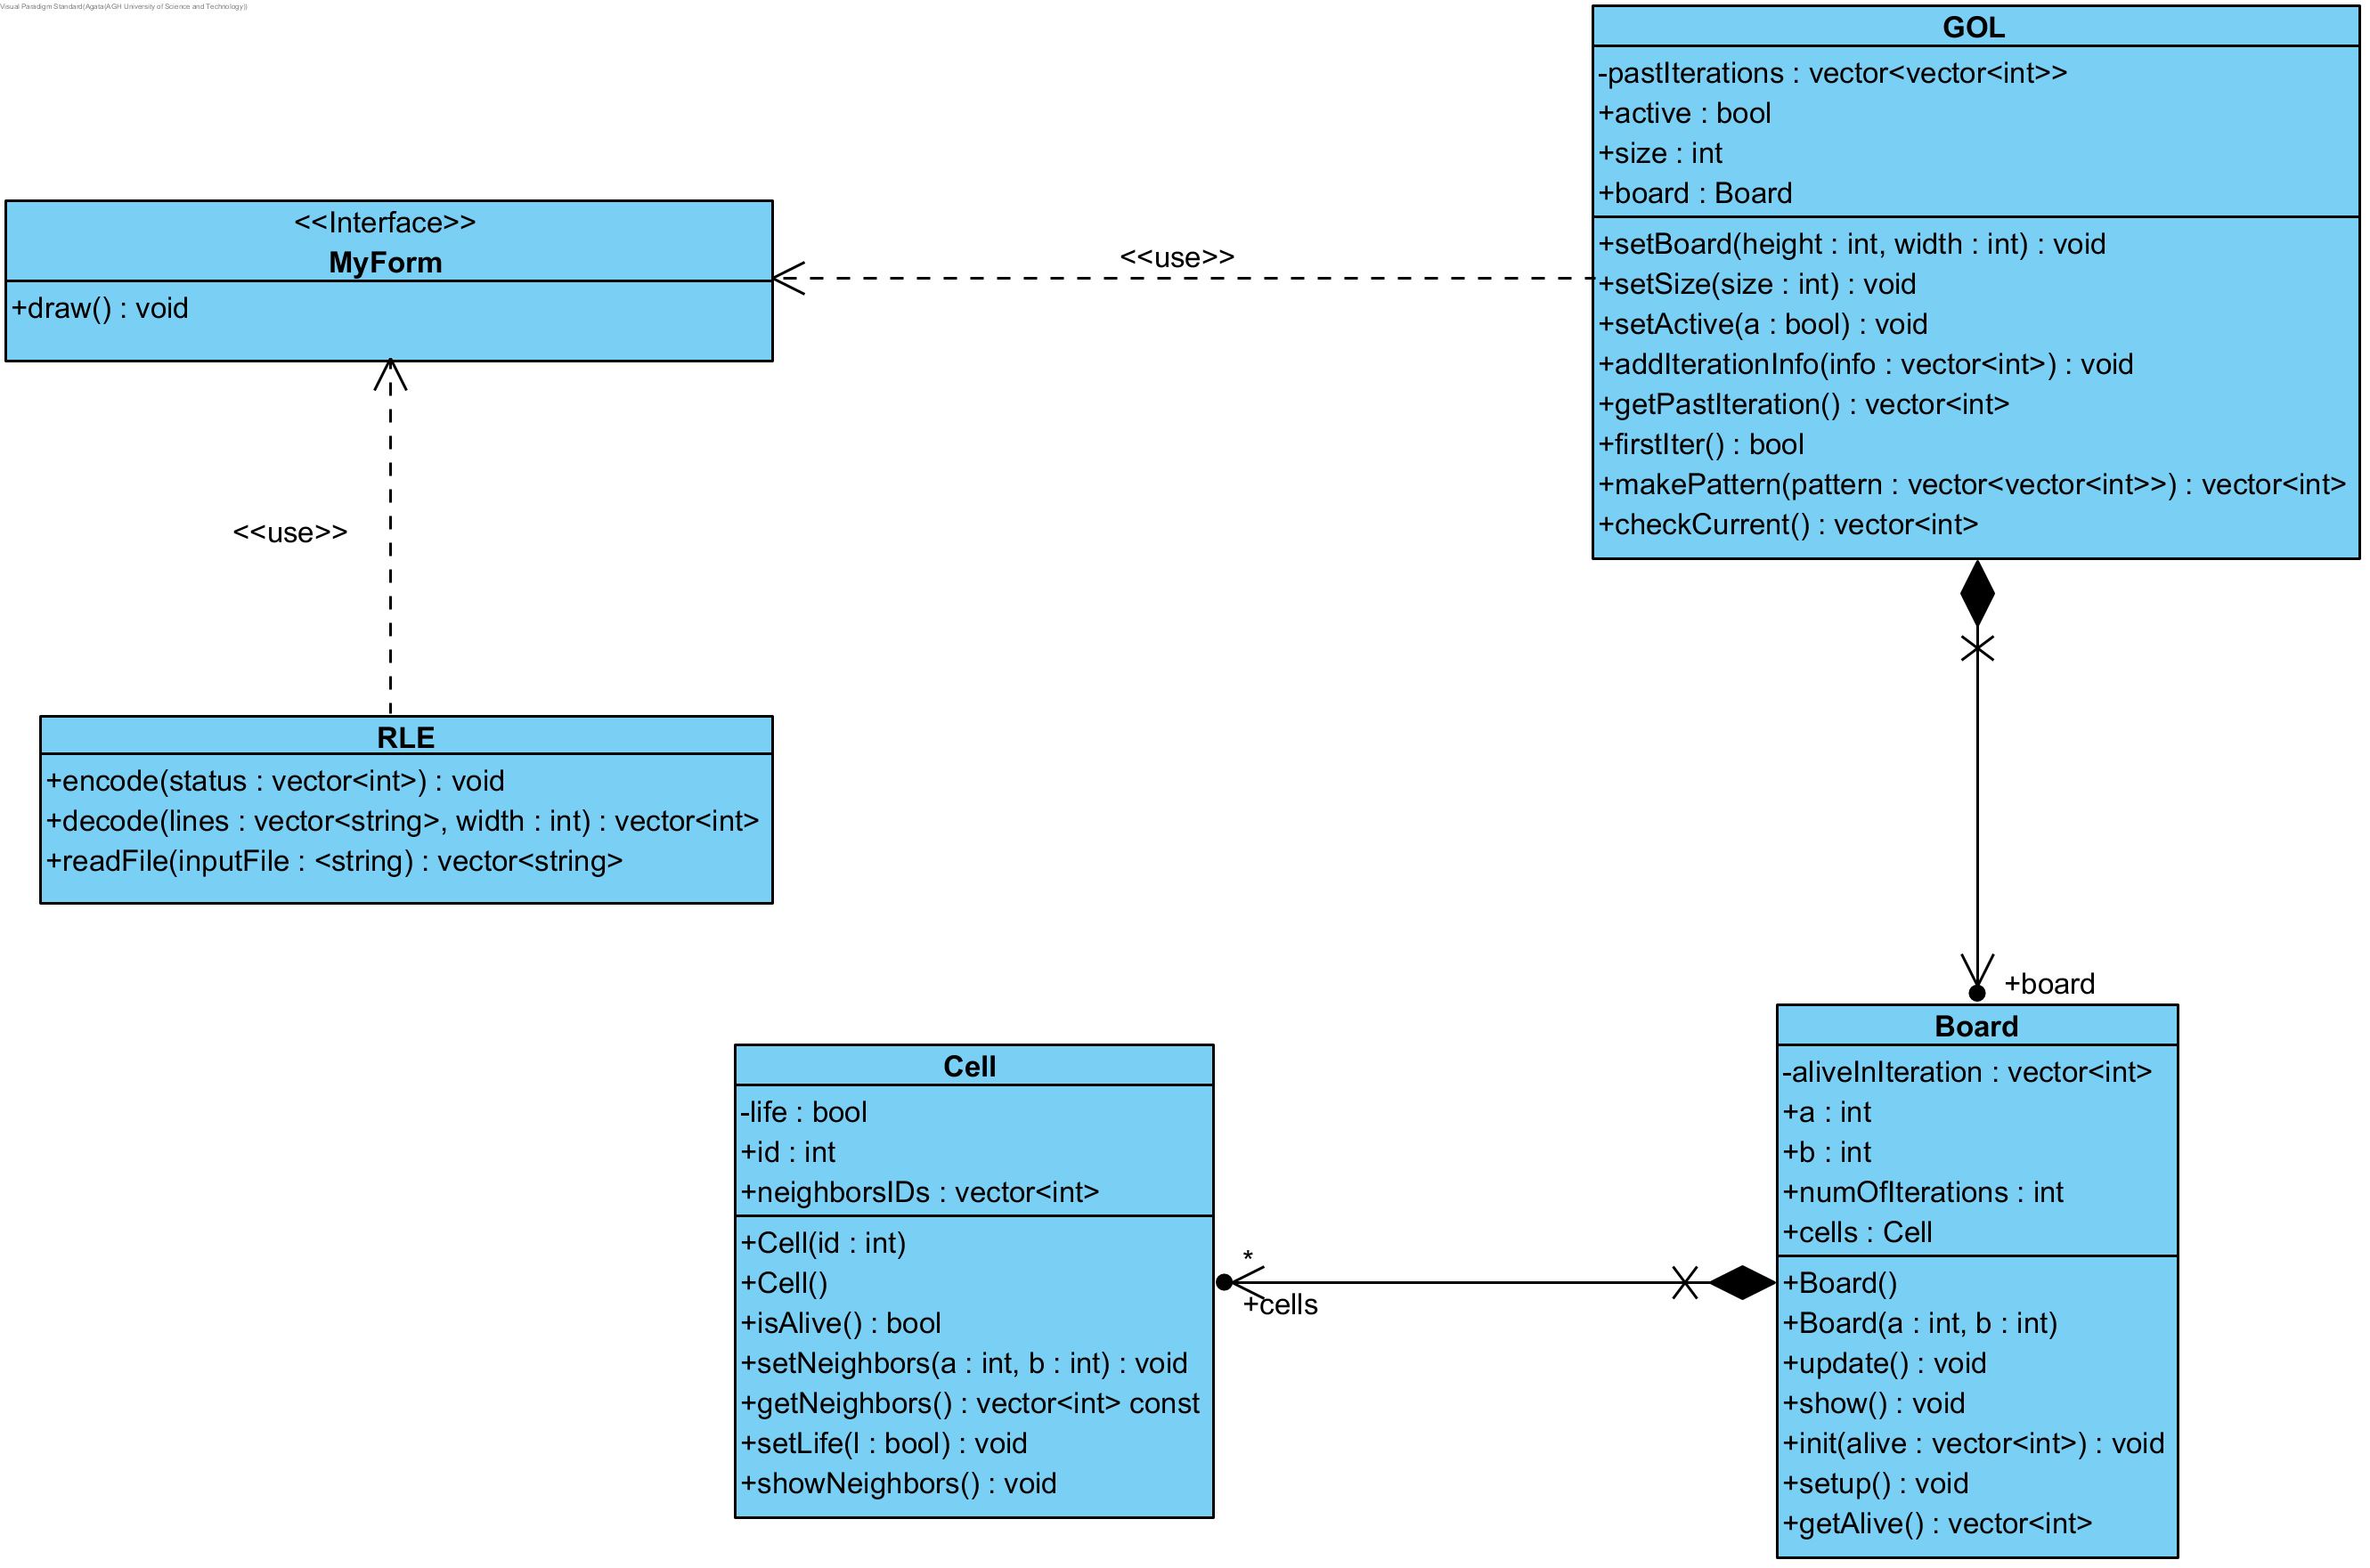 Visual Paradigm Standard(Agata(AGH University of Science and Technology))
GOL
-pastIterations : vector<vector<int>>
+active : bool
+size : int
+board : Board
+setBoard(height : int, width : int) : void
+setSize(size : int) : void
+setActive(a : bool) : void
+addIterationInfo(info : vector<int>) : void
+getPastIteration() : vector<int>
+firstIter() : bool
+makePattern(pattern : vector<vector<int>>) : vector<int>
+checkCurrent() : vector<int>
<<Interface>>
MyForm
+draw() : void
<<use>>
<<use>>
RLE
+encode(status : vector<int>) : void
+decode(lines : vector<string>, width : int) : vector<int>
+readFile(inputFile : <string) : vector<string>
+board
Board
-aliveInIteration : vector<int>
+a : int
+b : int
+numOfIterations : int
+cells : Cell
+Board()
+Board(a : int, b : int)
+update() : void
+show() : void
+init(alive : vector<int>) : void
+setup() : void
+getAlive() : vector<int>
Cell
-life : bool
+id : int
+neighborsIDs : vector<int>
+Cell(id : int)
+Cell()
+isAlive() : bool
+setNeighbors(a : int, b : int) : void
+getNeighbors() : vector<int> const
+setLife(l : bool) : void
+showNeighbors() : void
*
+cells